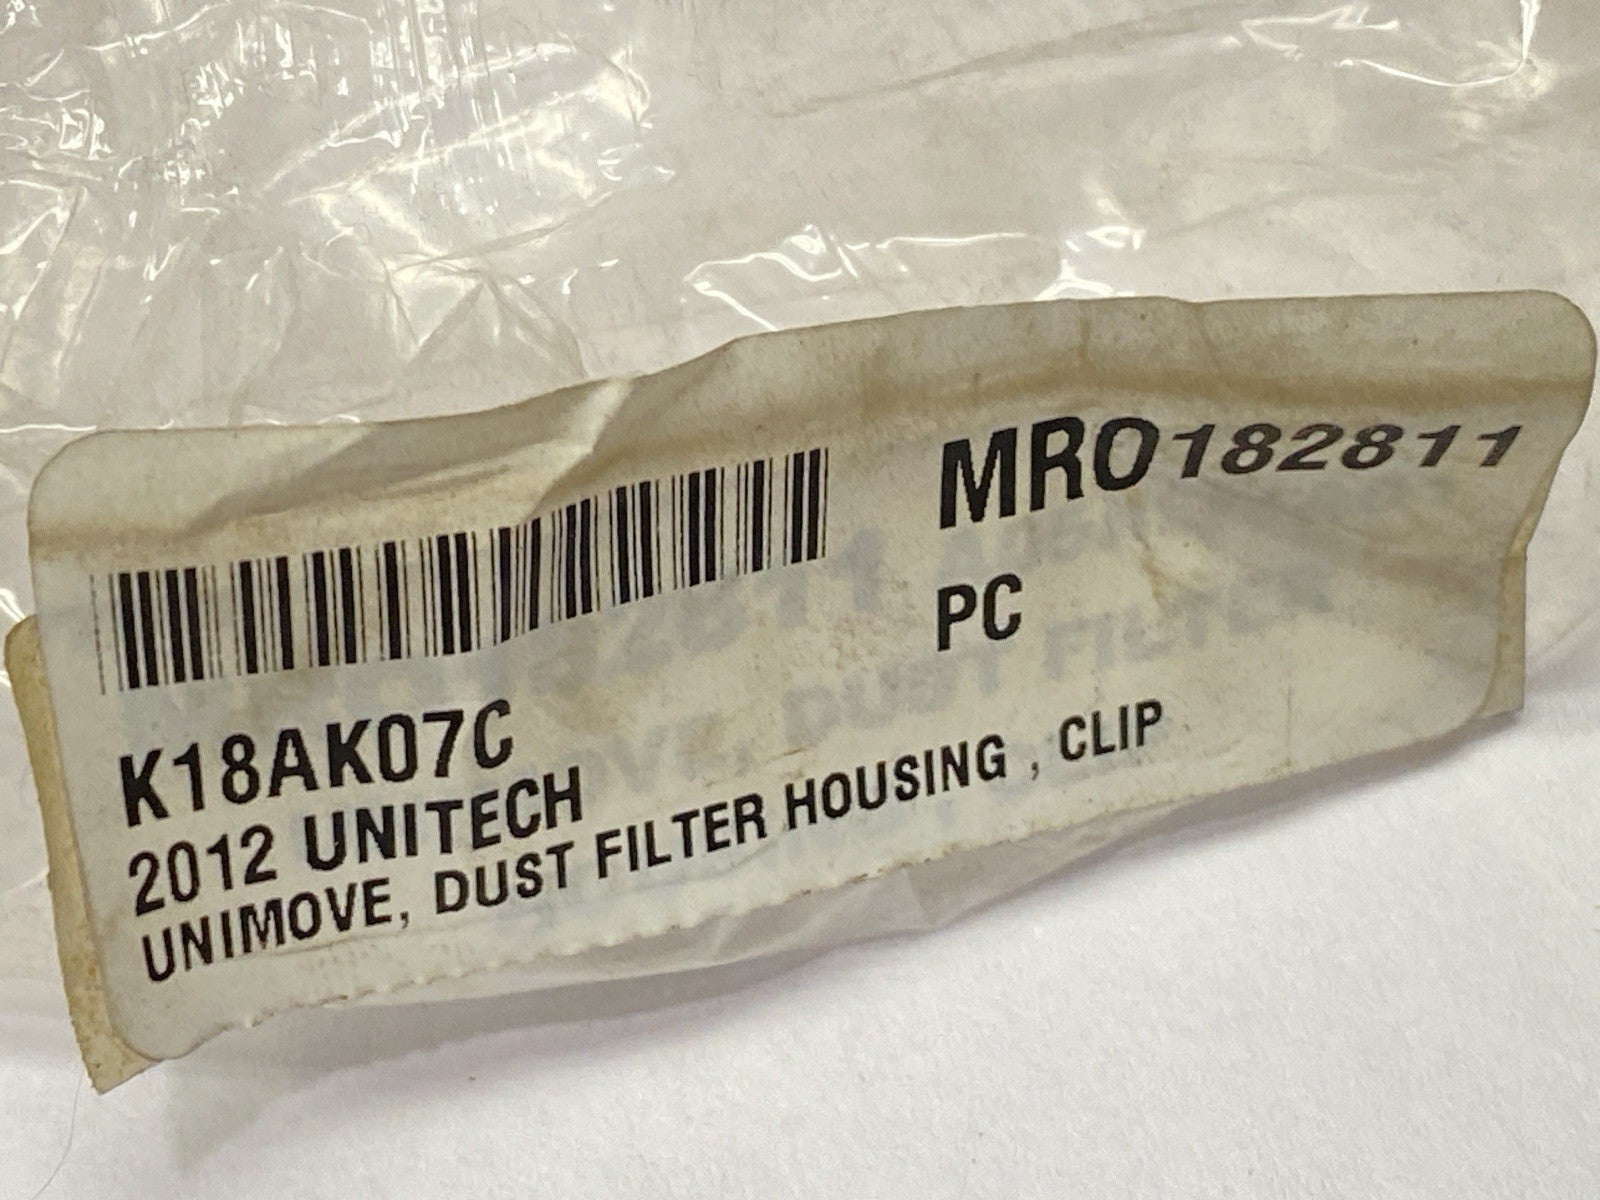 MRO182811
PC
K18AK07C
2012 UNITECH
UNIMOVE, DUST FILTER HOUSING , CLIP